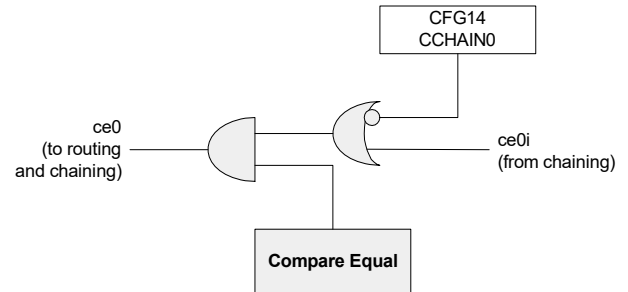 CFG14
CCHAIN0
ce0
(to routing
and chaining)
ce0i
(from chaining)
Compare Equal